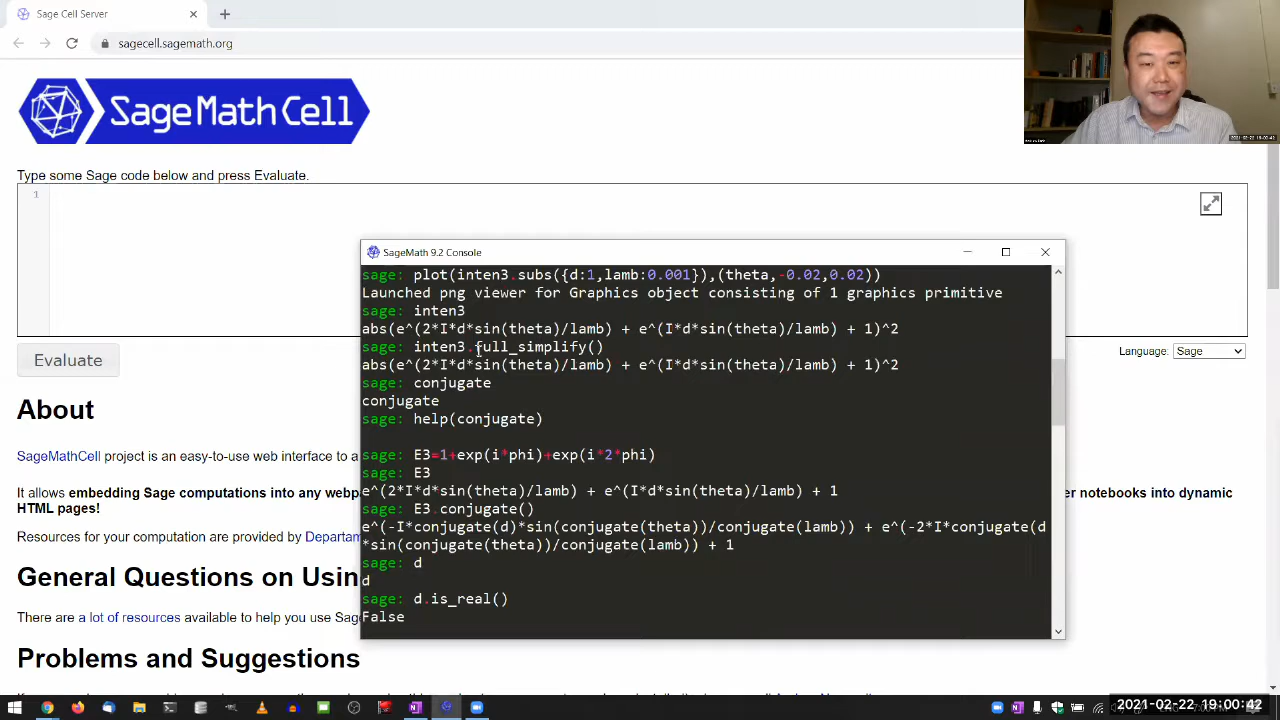 Sage Cell Server
sagecell.sagemath.org
SageMathCell
Type some Sage code below and press Evaluate.
1
Evaluate
Language: Sage
About
SageMathCell project is an easy-to-use web interface to a
It allows embedding Sage computations into any webp
er notebooks into dynamic
HTML pages!
Resources for your computation are provided by Departam
General Questions on Usin
There are a lot of resources available to help you use Sag
Problems and Suggestions
SageMath 9.2 Console
sage: plot(inten3.subs({d:1,lamb:0.001}),(theta,-0.02,0.02))
Launched png viewer for Graphics object consisting of 1 graphics primitive
sage: inten3
abs(e^(2*I*d*sin(theta)/lamb) + e^(I*d*sin(theta)/lamb) + 1)^2
sage: inten3.full_simplify()
abs(e^(2*I*d*sin(theta)/lamb) + e^(I*d*sin(theta)/lamb) + 1)^2
sage: conjugate
conjugate
sage: help(conjugate)
sage: E3=1+exp(i*phi)+exp(i*2*phi)
sage: E3
e^(2*I*d*sin(theta)/lamb) + e^(I*d*sin(theta)/lamb) + 1
sage: E3.conjugate()
e^(-I*conjugate(d)*sin(conjugate(theta))/conjugate(lamb)) + e^(-2*I*conjugate(d
*sin(conjugate(theta))/conjugate(lamb)) + 1
sage: d
d
sage: d.is_real()
False
2021-02-22 19:00:42
2021-02-22 19:00:42